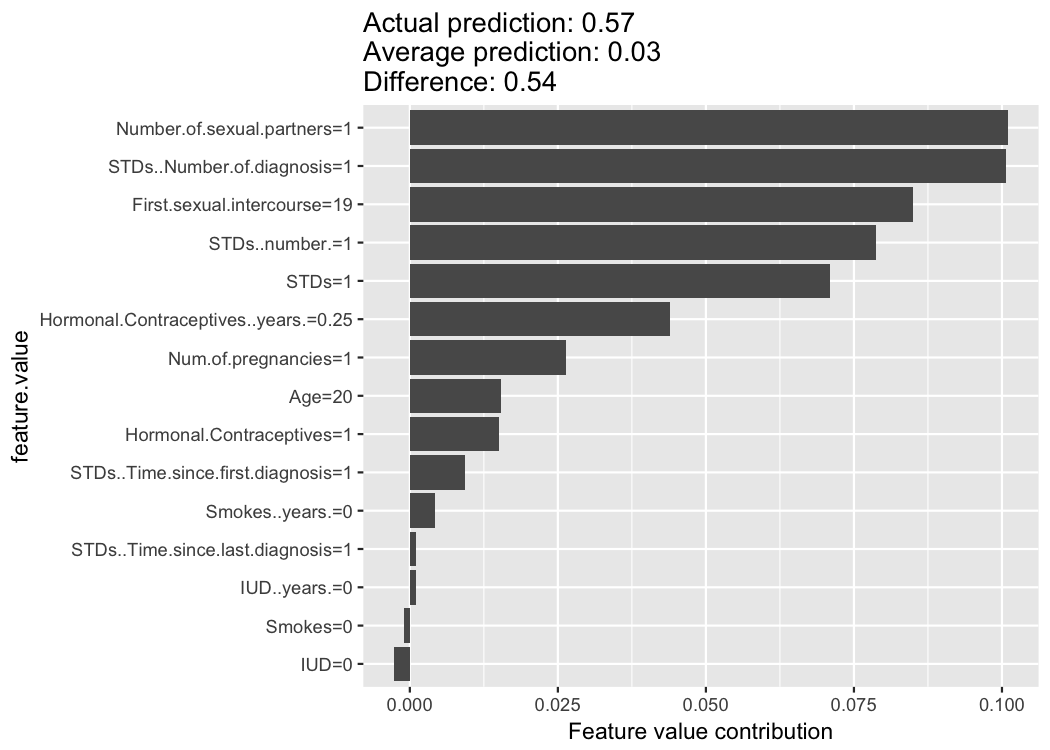 Actual prediction: 0.57
Average prediction: 0.03
Difference: 0.54
feature.value
Number.of.sexual.partners=1
STDs..Number.of.diagnosis=1
First.sexual.intercourse=19
STDs..number.=1
STDs=1
Hormonal.Contraceptives..years.=0.25
Num.of.pregnancies=1
Age=20
Hormonal.Contraceptives=1
STDs..Time.since.first.diagnosis=1
Smokes..years.=0
STDs..Time.since.last.diagnosis=1
IUD..years.=0
Smokes=0
IUD=0
0.000 0.025 0.050 0.075 0.100
Feature value contribution